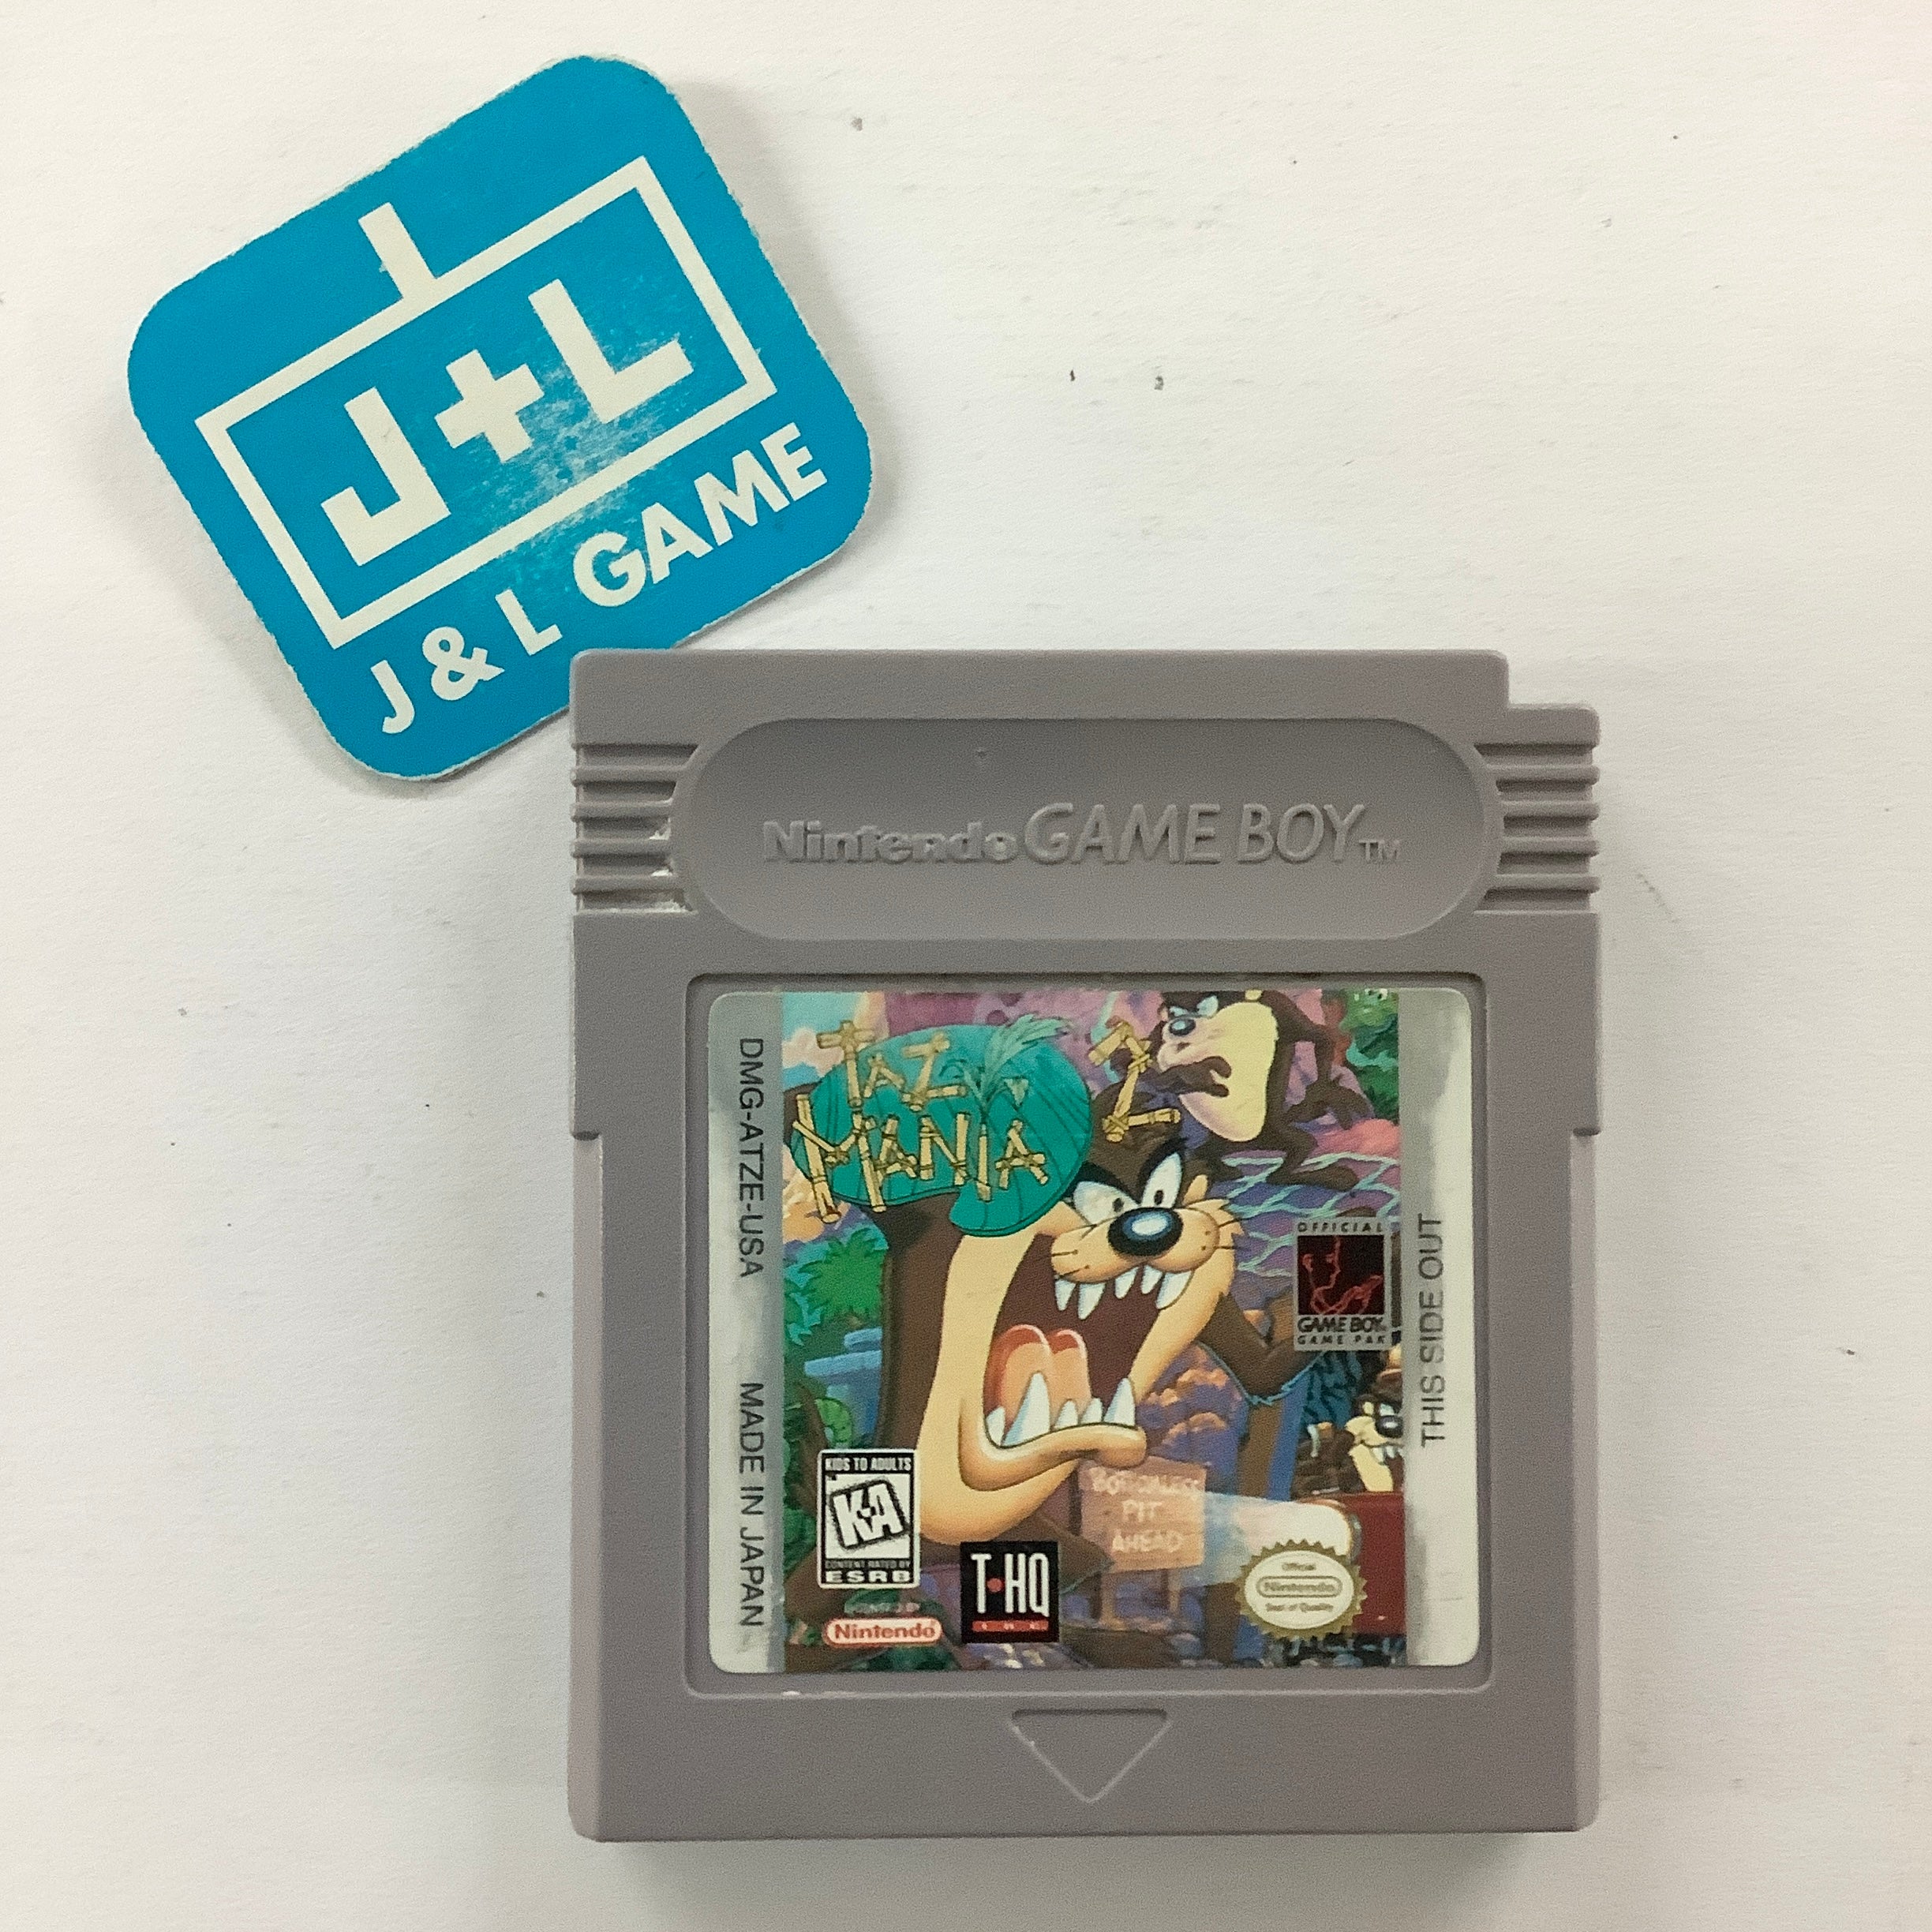 J+L
J & L GAME
Nintendo GAME BOY TM
DMG-ATZE-USA MADE IN JAPAN
TAZ
MANIA
2
OFFICIAL
GAME BOY
GAME PAK
THIS SIDE OUT
BOTTOMLESS
PIT
AHEAD
KIDS TO ADULTS
K-A
CONTENT RATED BY
ESRB
LICENSED BY
Nintendo
T·HQ
Official
Nintendo
Seal of Quality